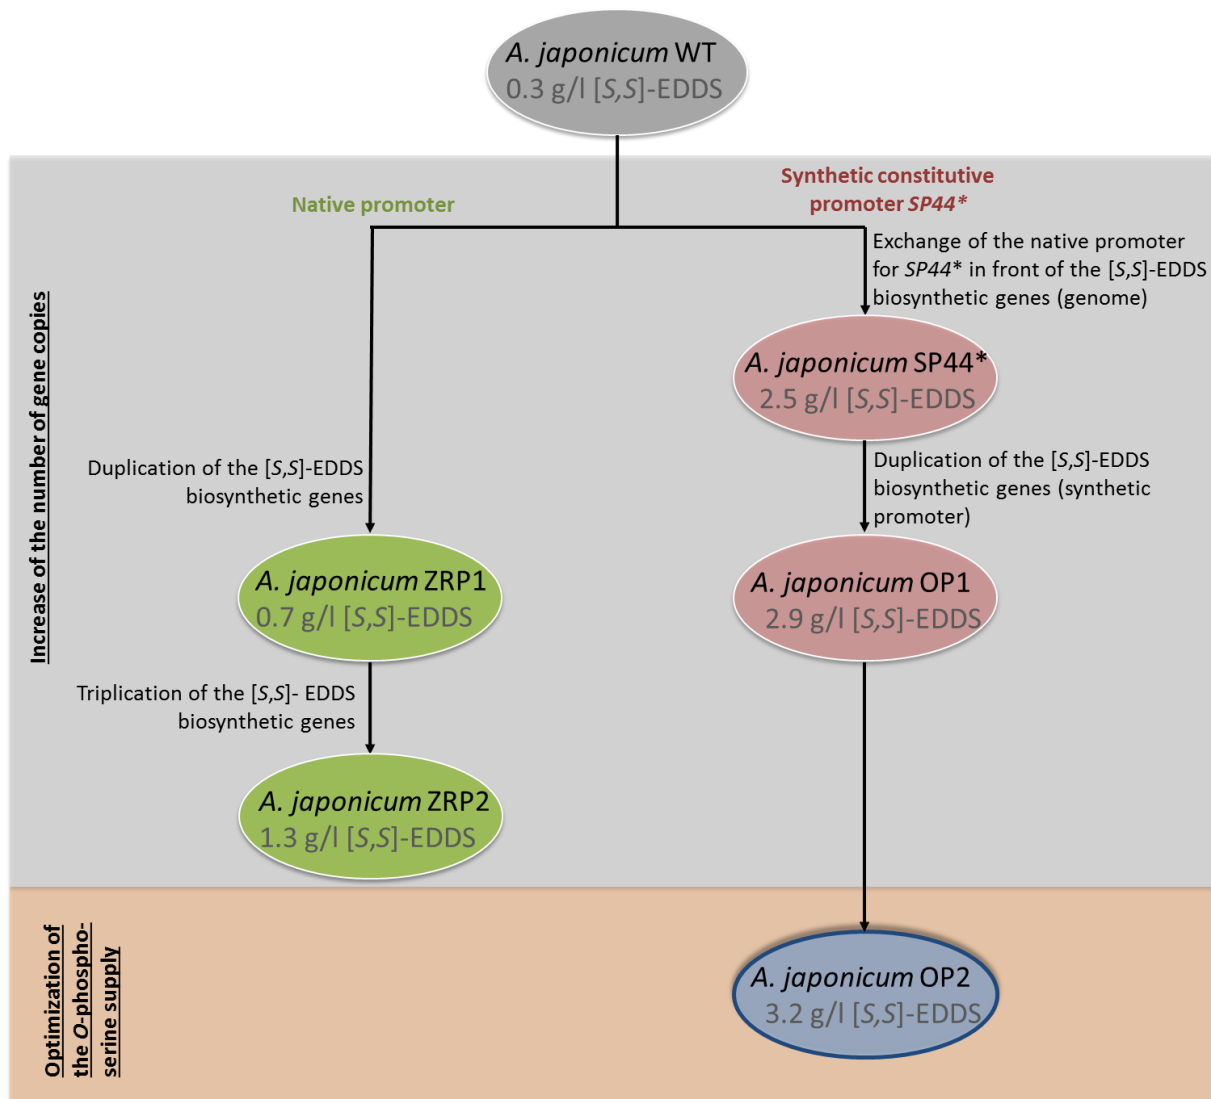 A. japonicum WT
0.3 g/l [S,S]-EDDS
Native promoter
Synthetic constitutive
promoter SP44*
Exchange of the native promoter
for SP44* in front of the [S,S]-EDDS
biosynthetic genes (genome)
A. japonicum SP44*
2.5 g/l [S,S]-EDDS
Increase of the number of gene copies
Duplication of the [S,S]-EDDS
biosynthetic genes
Duplication of the [S,S]-EDDS
biosynthetic genes (synthetic
promoter)
A. japonicum ZRP1
0.7 g/l [S,S]-EDDS
A. japonicum OP1
2.9 g/l [S,S]-EDDS
Triplication of the [S,S]- EDDS
biosynthetic genes
A. japonicum ZRP2
1.3 g/l [S,S]-EDDS
Optimization of
the O-phospho-
serine supply
A. japonicum OP2
3.2 g/l [S,S]-EDDS